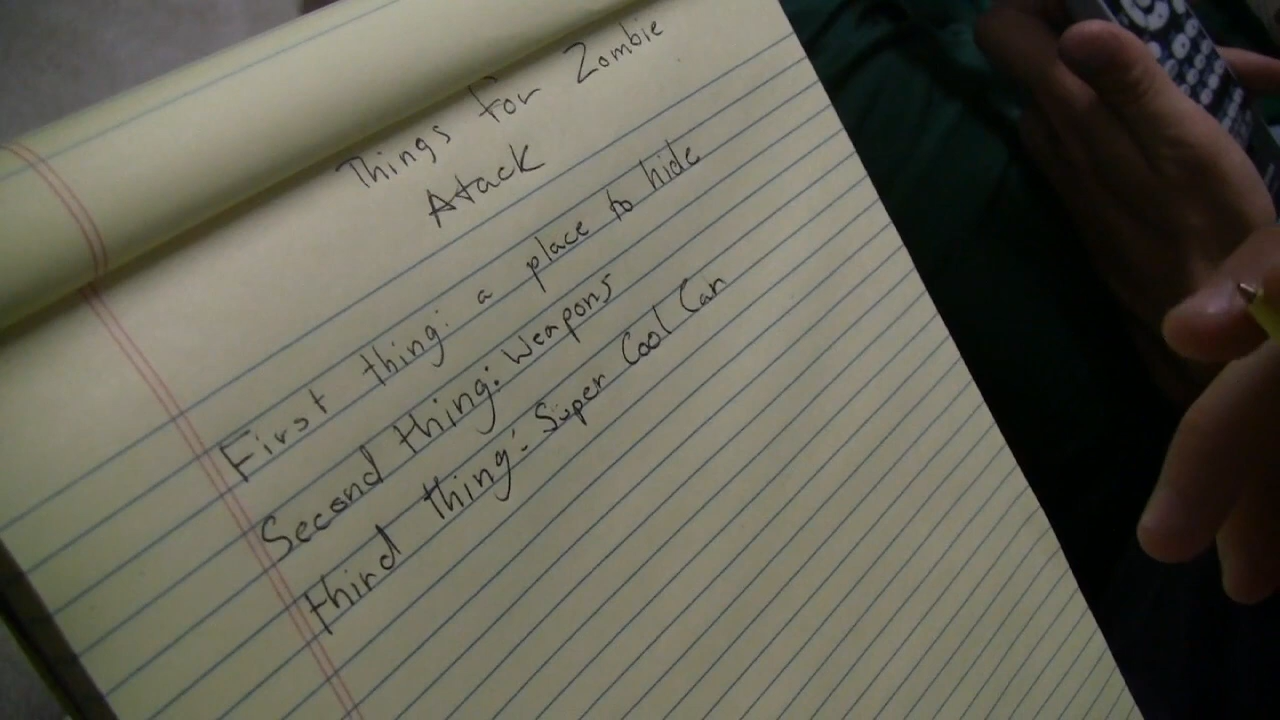 Things for Zombie
Atack
First thing: a place to hide
Second thing: Weapons
third thing: Super Cool Car